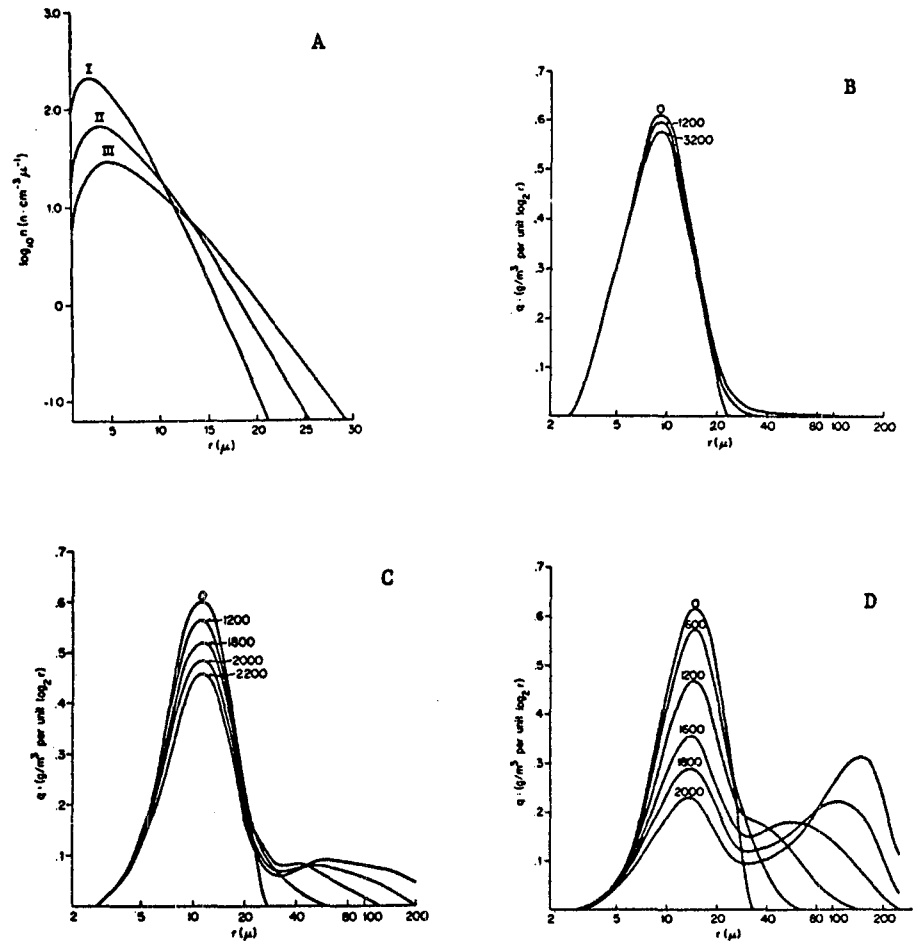 A
3.0
2.0
1.0
0
-1.0
log₁₀ n (n·cm⁻³ μ⁻¹)
I
II
III
5 10 15 20 25 30
r (μ)
B
.7
.6
.5
.4
.3
.2
.1
q · (g/m³ per unit log₂ r)
0
1200
3200
2 5 10 20 40 80 100 200
r (μ)
C
.7
.6
.5
.4
.3
.2
.1
q · (g/m³ per unit log₂ r)
0
1200
1800
2000
2200
2 5 10 20 40 80 100 200
r (μ)
D
.7
.6
.5
.4
.3
.2
.1
q · (g/m³ per unit log₂ r)
0
600
1200
1600
1800
2000
2 5 10 20 40 80 100 200
r (μ)